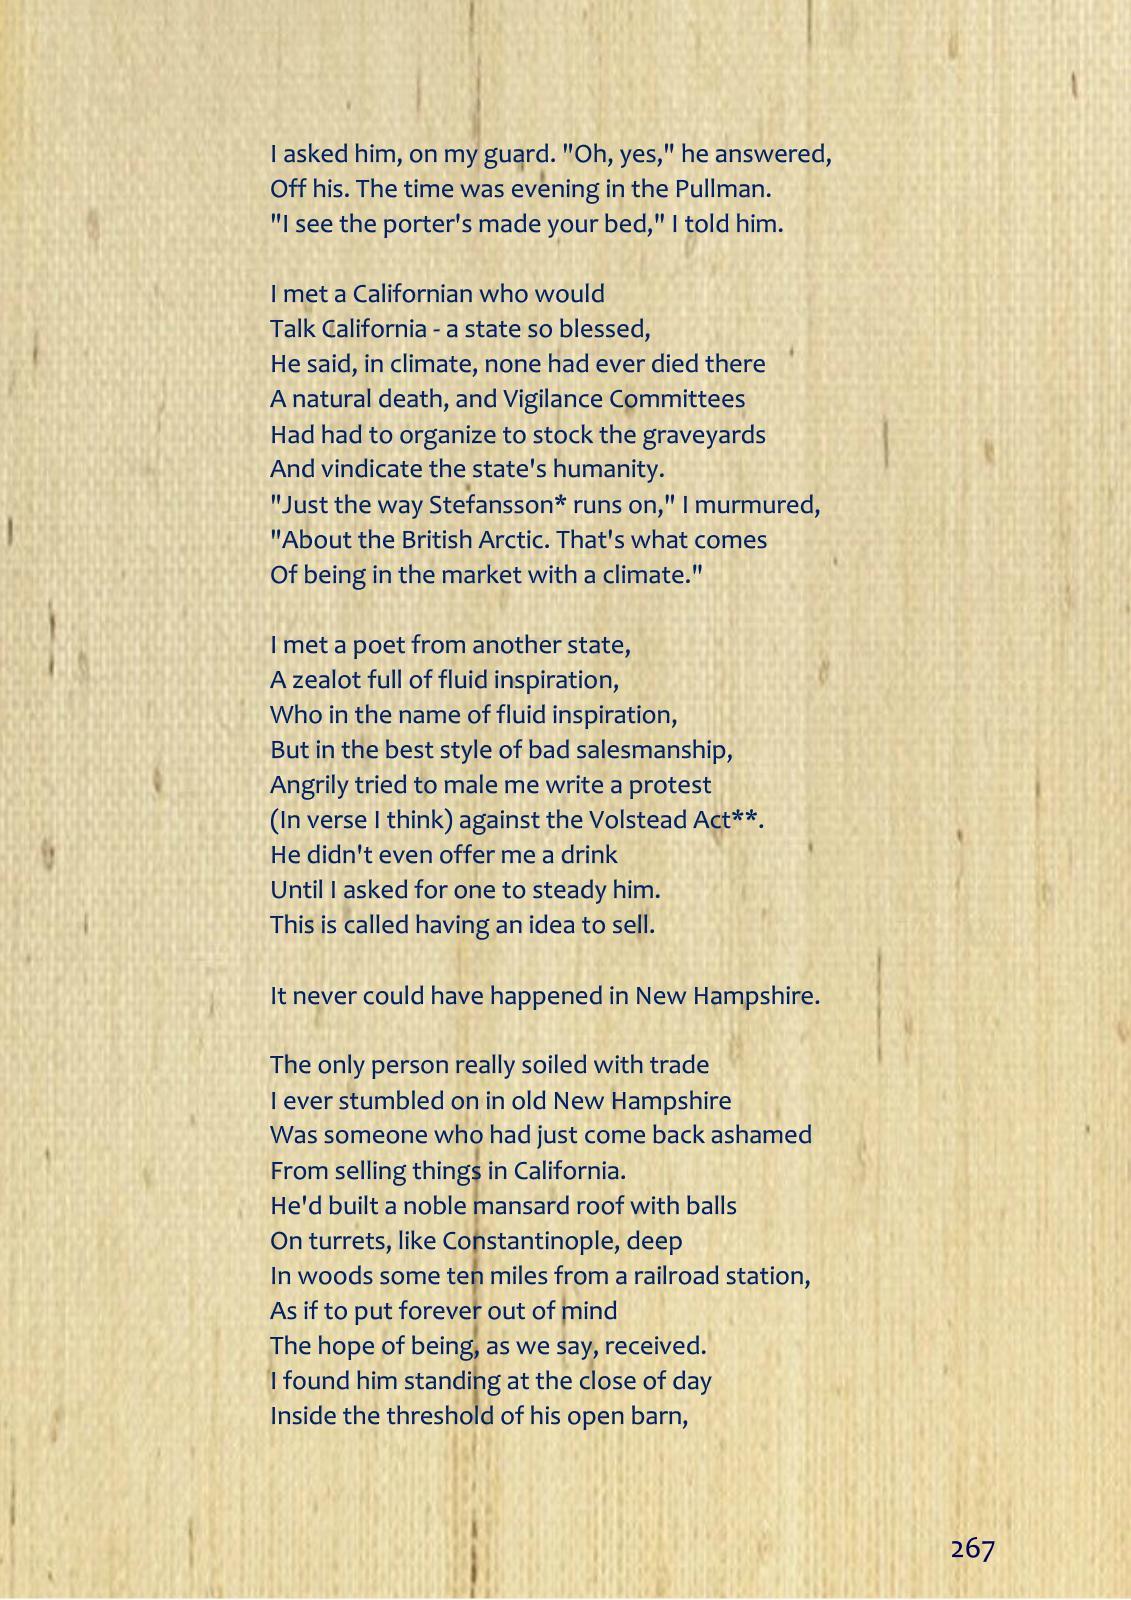 I asked him, on my guard. "Oh, yes," he answered,
Off his. The time was evening in the Pullman.
"I see the porter's made your bed," I told him.
I met a Californian who would
Talk California - a state so blessed,
He said, in climate, none had ever died there
A natural death, and Vigilance Committees
Had had to organize to stock the graveyards
And vindicate the state's humanity.
"Just the way Stefansson* runs on," I murmured,
"About the British Arctic. That's what comes
Of being in the market with a climate."
I met a poet from another state,
A zealot full of fluid inspiration,
Who in the name of fluid inspiration,
But in the best style of bad salesmanship,
Angrily tried to male me write a protest
(In verse I think) against the Volstead Act**.
He didn't even offer me a drink
Until I asked for one to steady him.
This is called having an idea to sell.
It never could have happened in New Hampshire.
The only person really soiled with trade
I ever stumbled on in old New Hampshire
Was someone who had just come back ashamed
From selling things in California.
He'd built a noble mansard roof with balls
On turrets, like Constantinople, deep
In woods some ten miles from a railroad station,
As if to put forever out of mind
The hope of being, as we say, received.
I found him standing at the close of day
Inside the threshold of his open barn,
267